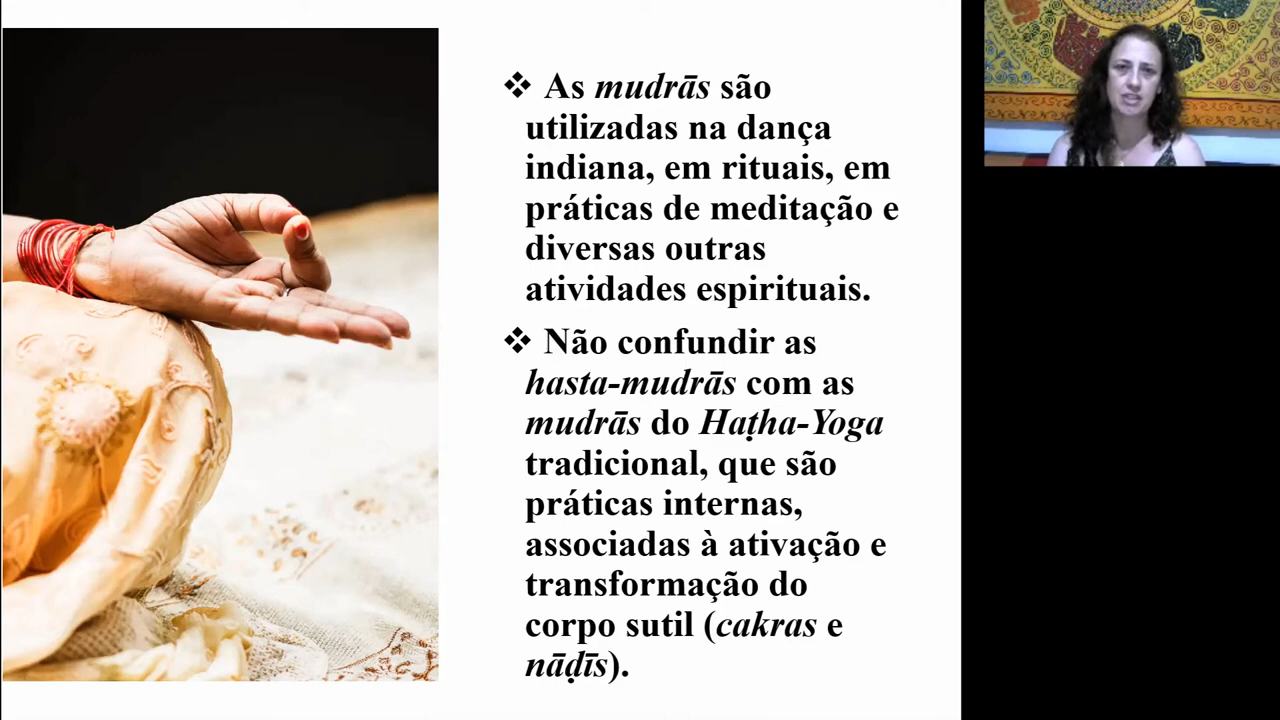 ❖ As mudrās são
utilizadas na dança
indiana, em rituais, em
práticas de meditação e
diversas outras
atividades espirituais.
❖ Não confundir as
hasta-mudrās com as
mudrās do Haṭha-Yoga
tradicional, que são
práticas internas,
associadas à ativação e
transformação do
corpo sutil (cakras e
nāḍīs).